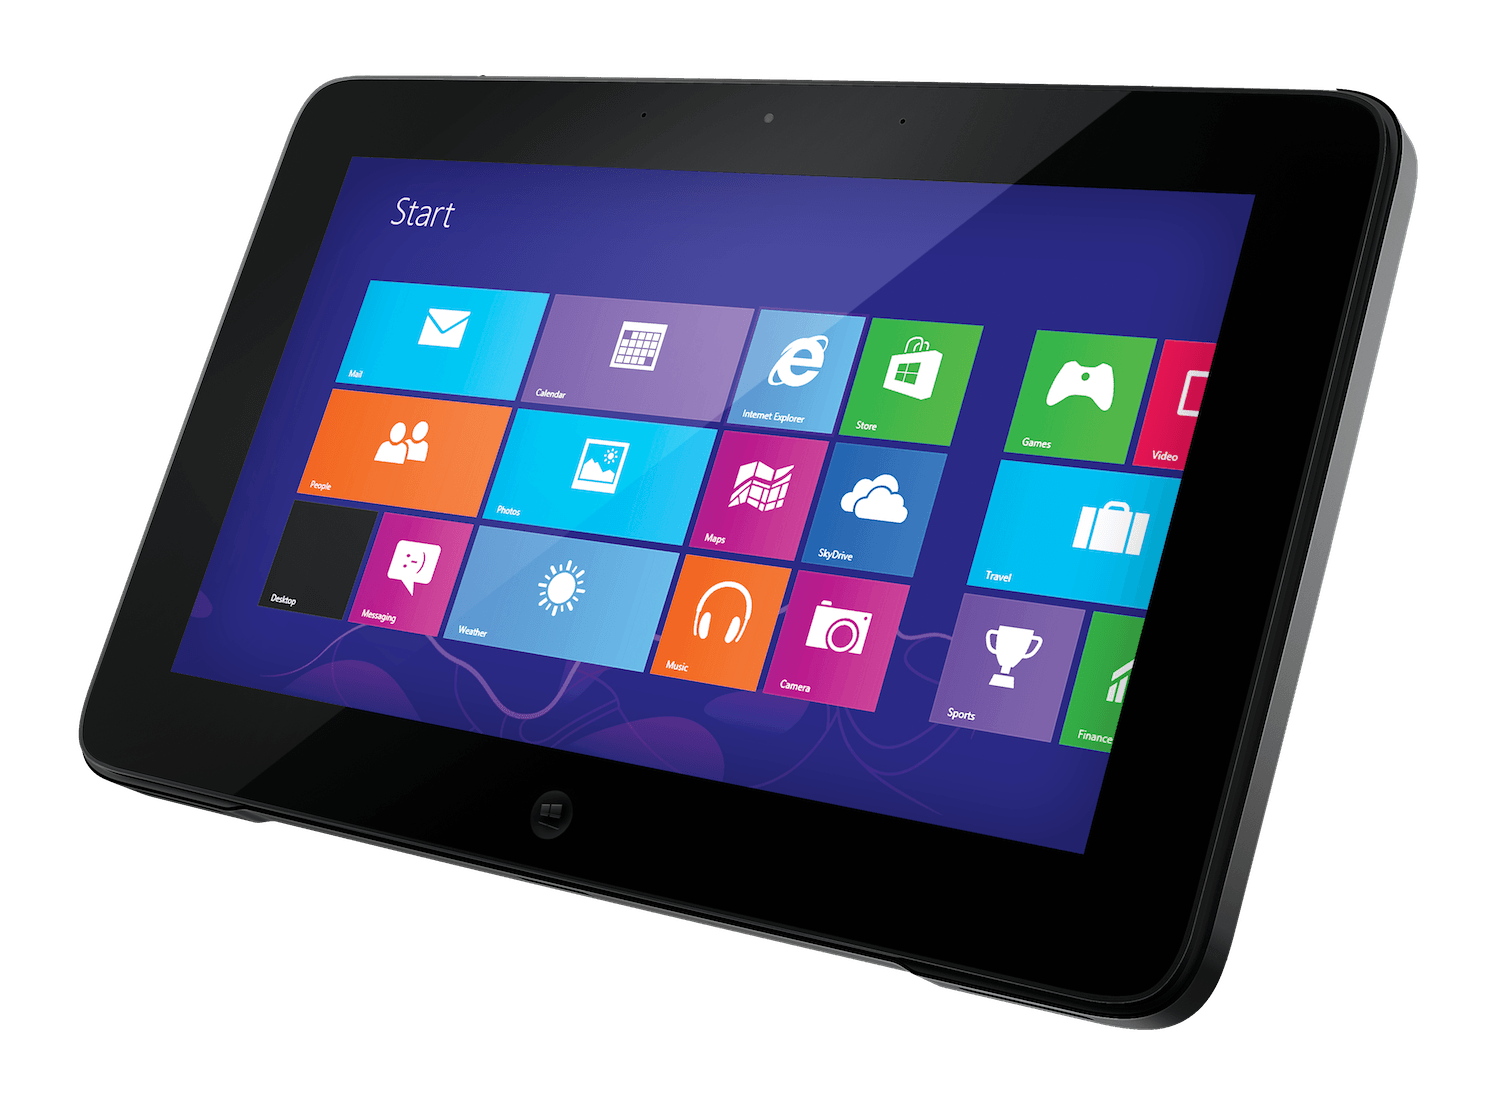 Start
Mail
Calendar
Internet Explorer
Store
Games
Video
People
Photos
Maps
SkyDrive
Travel
Desktop
Messaging
Weather
Music
Camera
Sports
Finance